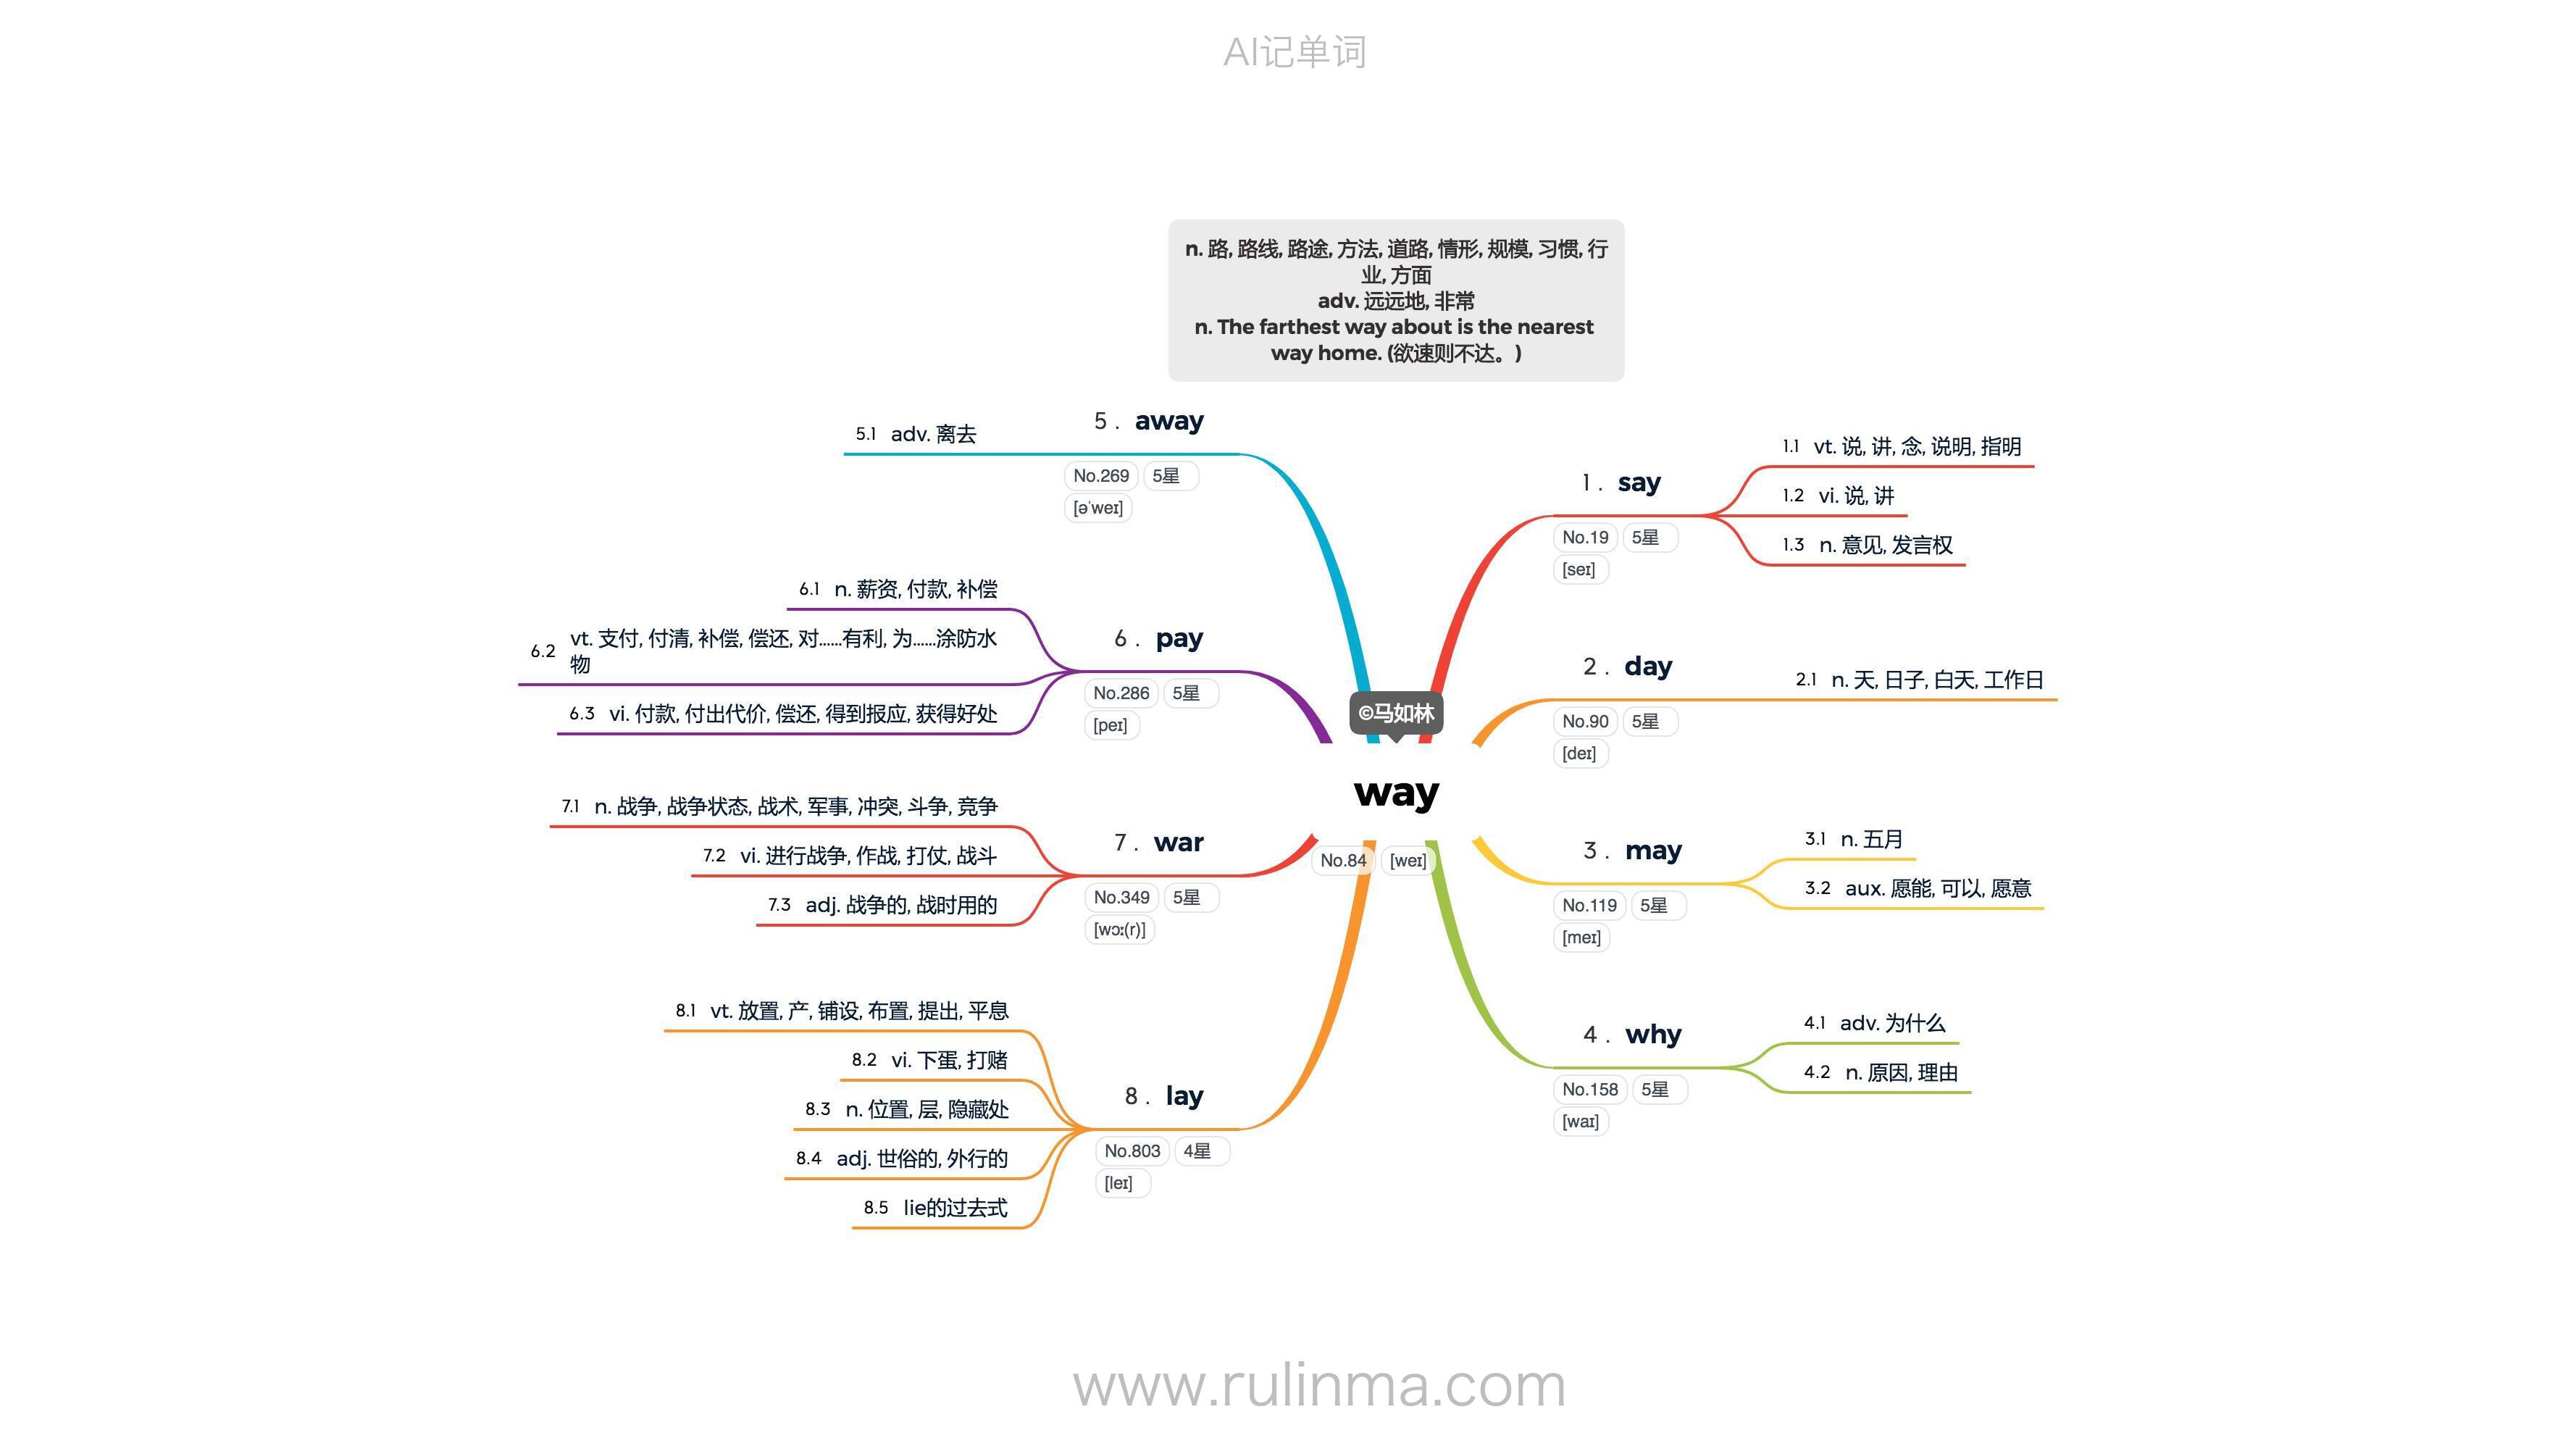 AI记单词
n. 路, 路线, 路途, 方法, 道路, 情形, 规模, 习惯, 行
业, 方面
adv. 远远地, 非常
n. The farthest way about is the nearest
way home. (欲速则不达。)
©马如林
way
No.84 [weɪ]
1. say
No.19 5星
[seɪ]
1.1 vt. 说, 讲, 念, 说明, 指明
1.2 vi. 说, 讲
1.3 n. 意见, 发言权
2. day
No.90 5星
[deɪ]
2.1 n. 天, 日子, 白天, 工作日
3. may
No.119 5星
[meɪ]
3.1 n. 五月
3.2 aux. 愿能, 可以, 愿意
4. why
No.158 5星
[waɪ]
4.1 adv. 为什么
4.2 n. 原因, 理由
5. away
No.269 5星
[ə'weɪ]
5.1 adv. 离去
6. pay
No.286 5星
[peɪ]
6.1 n. 薪资, 付款, 补偿
6.2 vt. 支付, 付清, 补偿, 偿还, 对......有利, 为......涂防水
物
6.3 vi. 付款, 付出代价, 偿还, 得到报应, 获得好处
7. war
No.349 5星
[wɔː(r)]
7.1 n. 战争, 战争状态, 战术, 军事, 冲突, 斗争, 竞争
7.2 vi. 进行战争, 作战, 打仗, 战斗
7.3 adj. 战争的, 战时用的
8. lay
No.803 4星
[leɪ]
8.1 vt. 放置, 产, 铺设, 布置, 提出, 平息
8.2 vi. 下蛋, 打赌
8.3 n. 位置, 层, 隐藏处
8.4 adj. 世俗的, 外行的
8.5 lie的过去式
www.rulinma.com